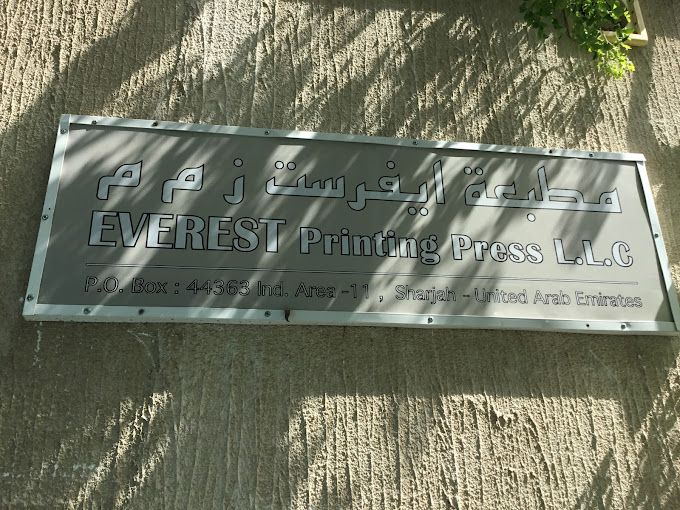 مطبعة ايفرست ز م م
EVEREST Printing Press L.L.C
P.O. Box : 44363 Ind. Area -11 , Sharjah - United Arab Emirates